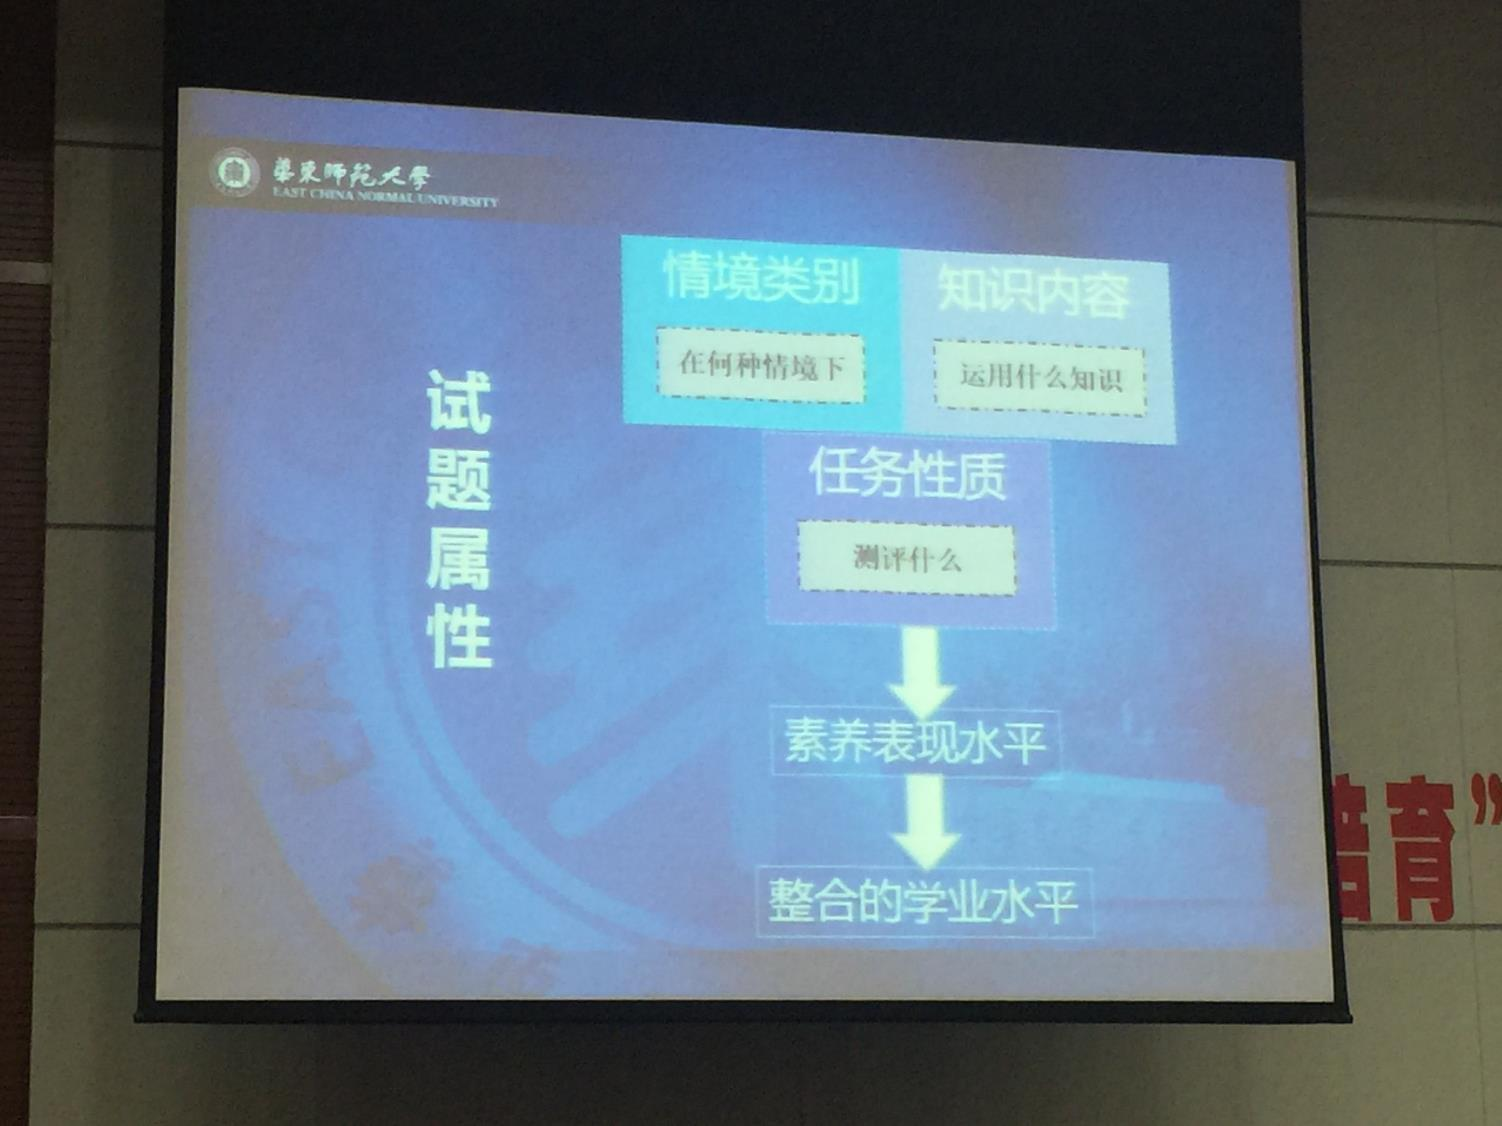 華東師範大學
EAST CHINA NORMAL UNIVERSITY
试题属性
情境类别
在何种情境下
知识内容
运用什么知识
任务性质
测评什么
素养表现水平
整合的学业水平
育”